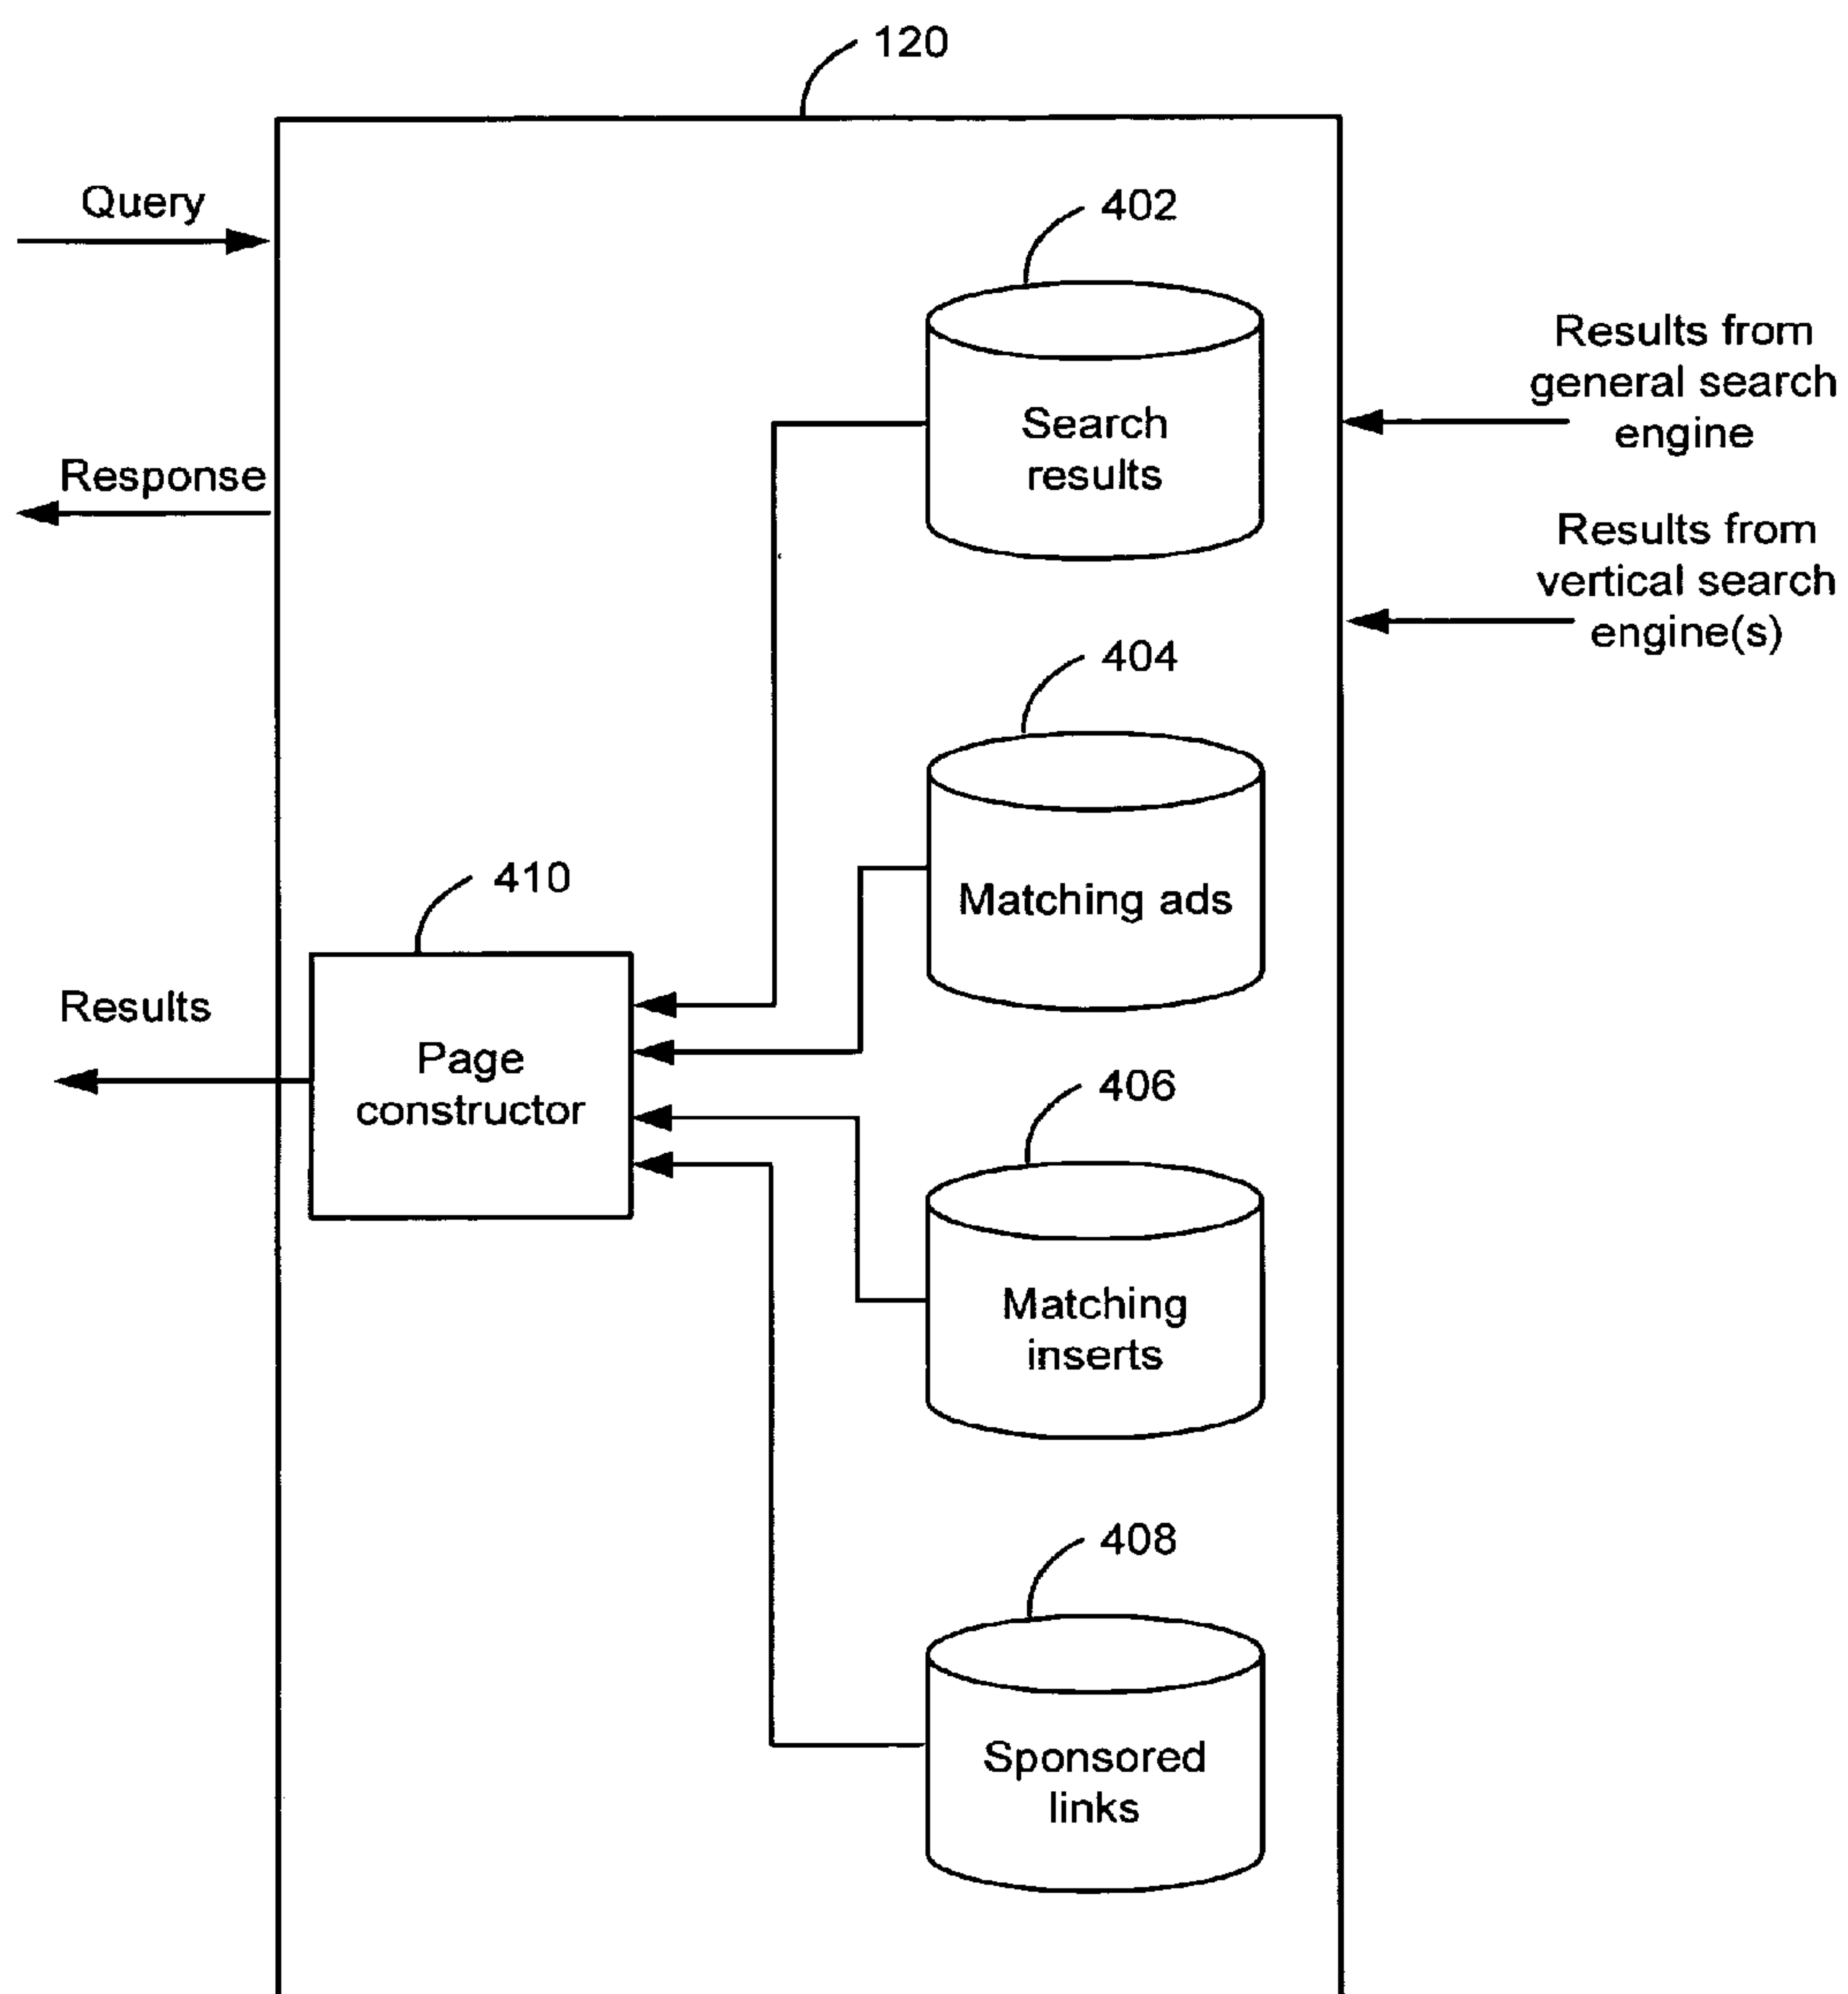 120
Query
402
Results from
general search
engine
Search
results
Response
Results from
vertical search
engine(s)
404
Matching ads
410
Results
Page
constructor
406
Matching
inserts
408
Sponsored
links